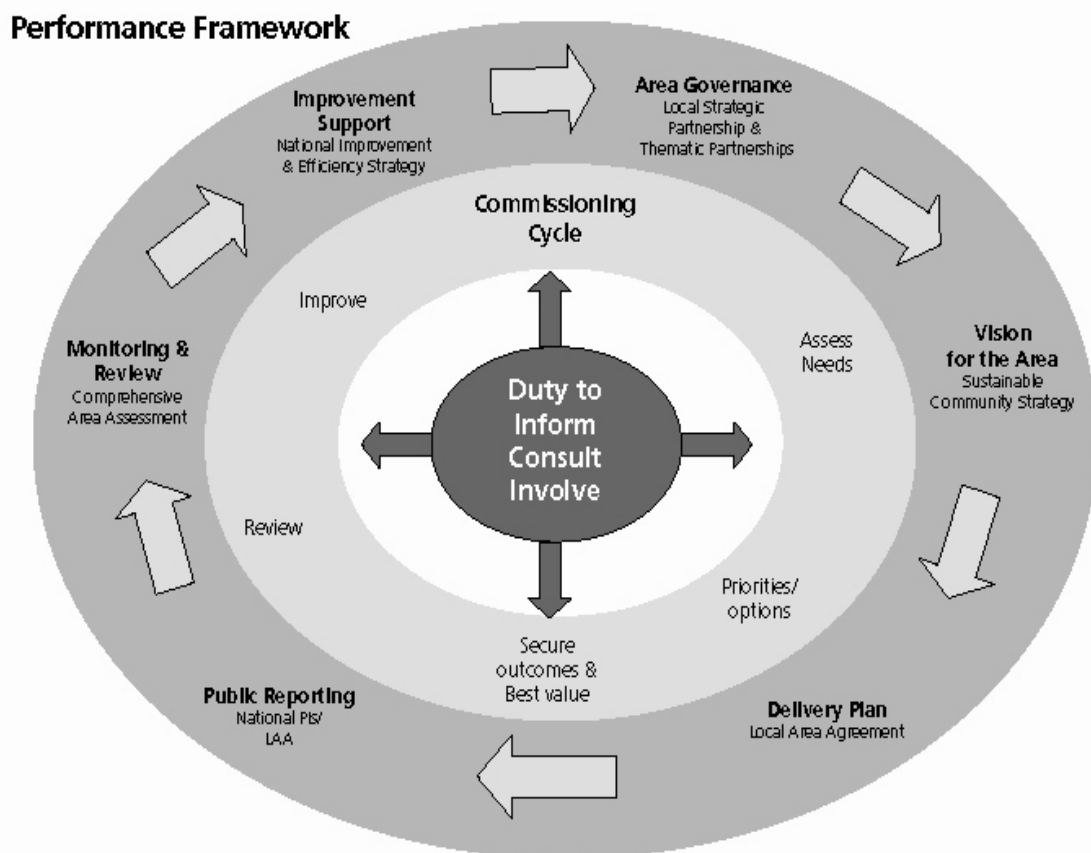 Performance Framework
Improvement
Support
National Improvement
& Efficiency Strategy
Area Governance
Local Strategic
Partnership &
Thematic Partnerships
Vision
for the Area
Sustainable
Community Strategy
Delivery Plan
Local Area Agreement
Public Reporting
National PIs/
LAA
Monitoring &
Review
Comprehensive
Area Assessment
Commissioning
Cycle
Assess
Needs
Priorities/
options
Secure
outcomes &
Best value
Review
Improve
Duty to
Inform
Consult
Involve